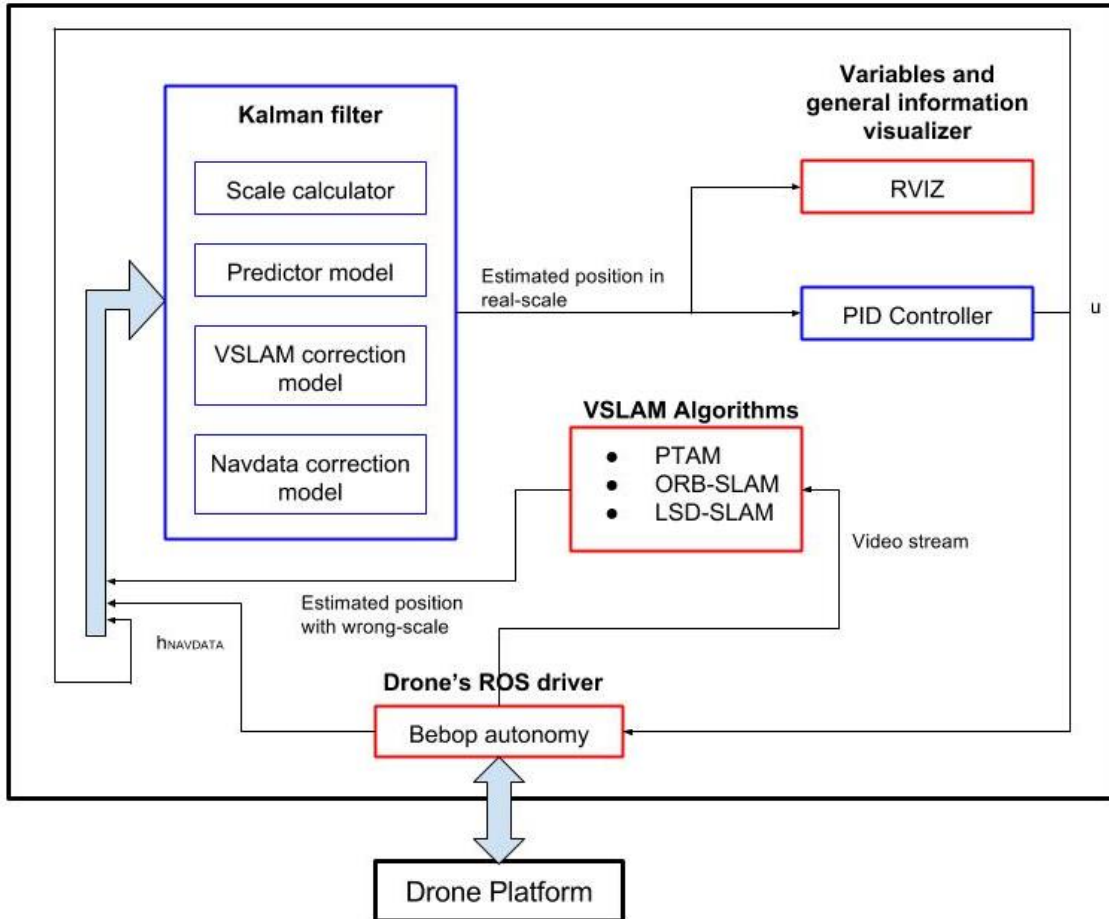 Kalman filter
Scale calculator
Predictor model
VSLAM correction
model
Navdata correction
model
Variables and
general information
visualizer
RVIZ
Estimated position in
real-scale
PID Controller
u
VSLAM Algorithms
● PTAM
● ORB-SLAM
● LSD-SLAM
Video stream
Estimated position
with wrong-scale
hNAVDATA
Drone’s ROS driver
Bebop autonomy
Drone Platform